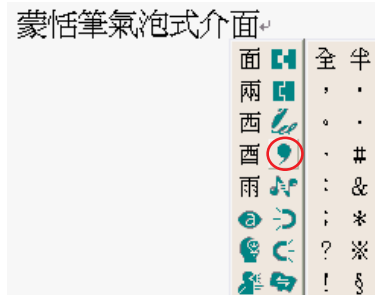 蒙恬筆氣泡式介面↵
面 全 半
兩 , ·
西 。 .
酉 、 #
雨 : &
a ; *
? ※
! §